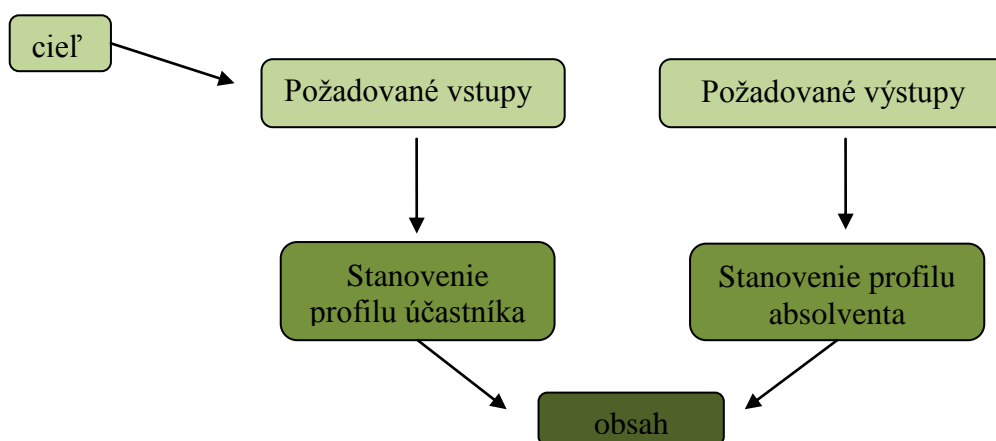 cieľ
Požadované vstupy
Požadované výstupy
Stanovenie
profilu účastníka
Stanovenie profilu
absolventa
obsah